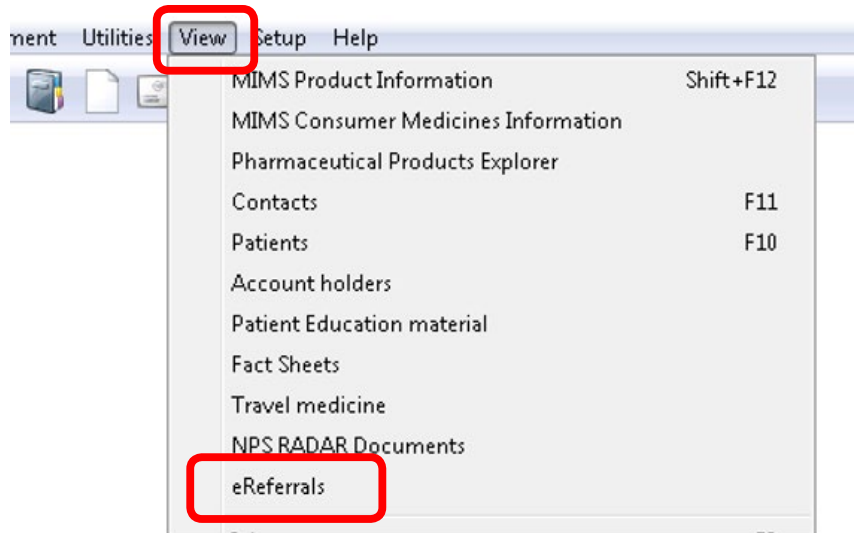 ment Utilities View Setup Help
MIMS Product Information Shift+F12
MIMS Consumer Medicines Information
Pharmaceutical Products Explorer
Contacts F11
Patients F10
Account holders
Patient Education material
Fact Sheets
Travel medicine
NPS RADAR Documents
eReferrals